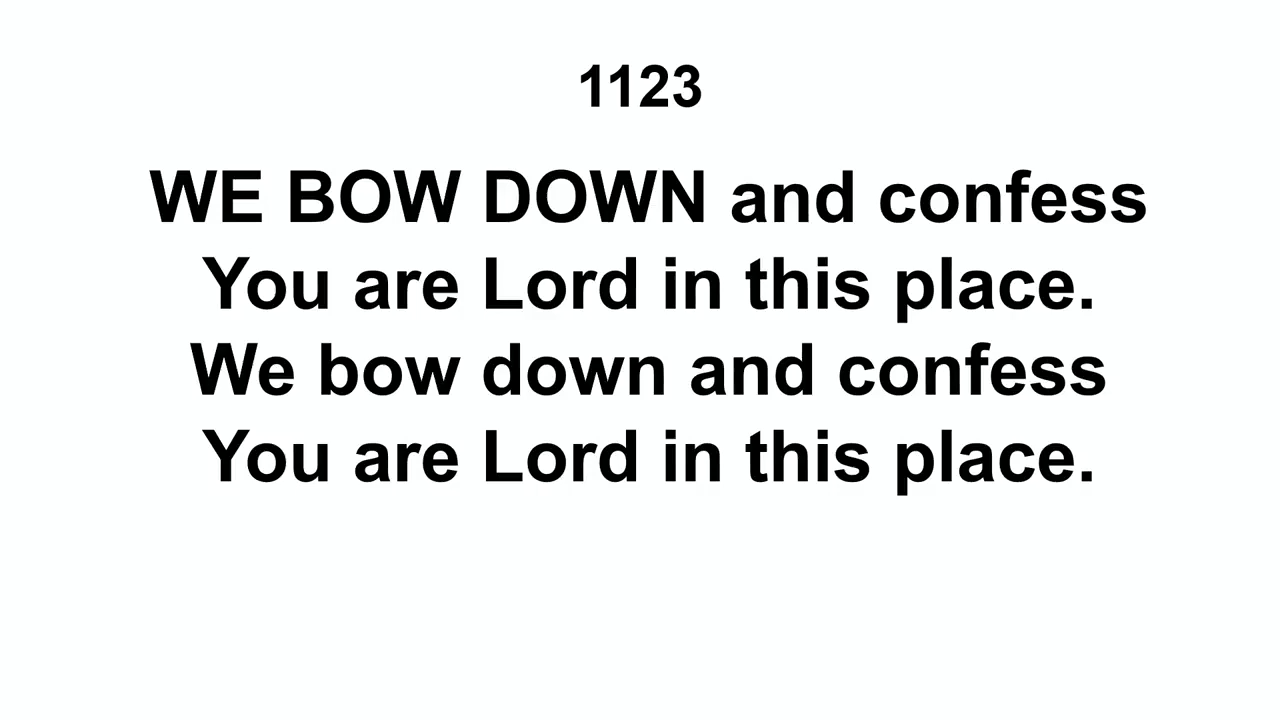 1123
WE BOW DOWN and confess
You are Lord in this place.
We bow down and confess
You are Lord in this place.